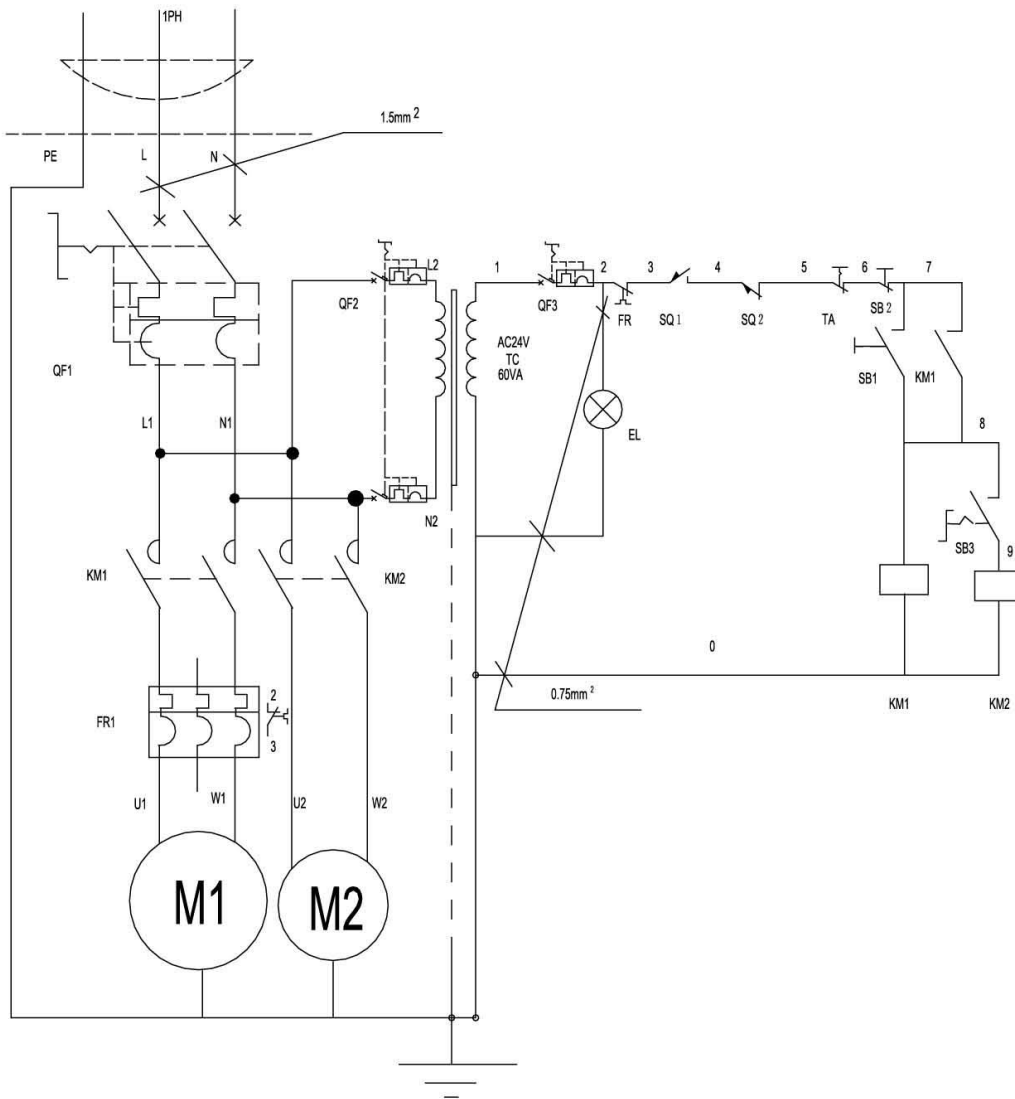 1PH
1.5mm 2
PE L N
QF1
L1 N1
QF2 L2
N2
1 2 3 4 5 6 7
QF3 FR SQ 1 SQ 2 TA SB 2
AC24V
TC
60VA
EL
SB1 KM1
8
SB3
9
KM1 KM2
0
0.75mm 2
KM1 KM2
FR1
2
3
U1 W1 U2 W2
M1 M2